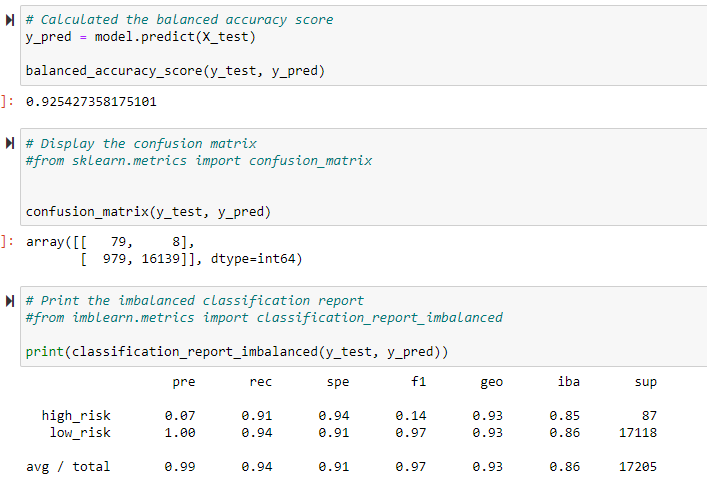 # Calculated the balanced accuracy score
y_pred = model.predict(X_test)
balanced_accuracy_score(y_test, y_pred)
]: 0.925427358175101
# Display the confusion matrix
#from sklearn.metrics import confusion_matrix
confusion_matrix(y_test, y_pred)
]: array([[   79,     8],
       [  979, 16139]], dtype=int64)
# Print the imbalanced classification report
#from imblearn.metrics import classification_report_imbalanced
print(classification_report_imbalanced(y_test, y_pred))
pre rec spe f1 geo iba sup
high_risk 0.07 0.91 0.94 0.14 0.93 0.85 87
low_risk 1.00 0.94 0.91 0.97 0.93 0.86 17118
avg / total 0.99 0.94 0.91 0.97 0.93 0.86 17205